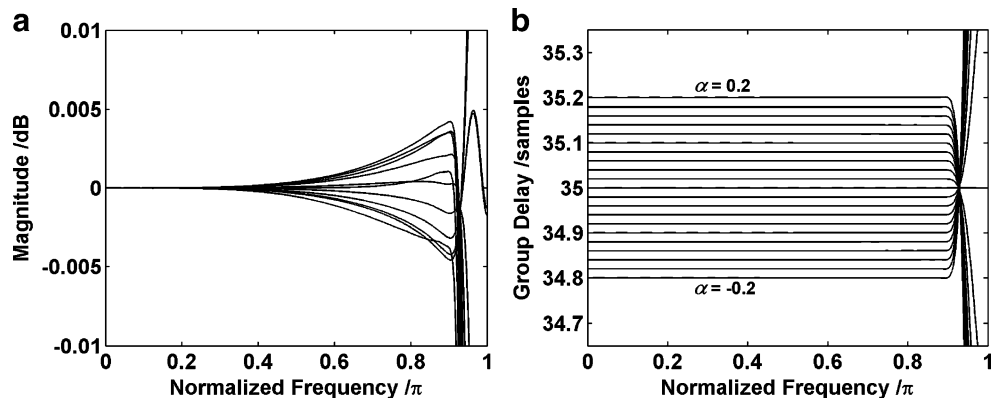 a
0.01
0.005
0
-0.005
-0.01
Magnitude /dB
0 0.2 0.4 0.6 0.8 1
Normalized Frequency /π
b
35.3
35.2
35.1
35
34.9
34.8
34.7
Group Delay /samples
α = 0.2
α = -0.2
0 0.2 0.4 0.6 0.8 1
Normalized Frequency /π